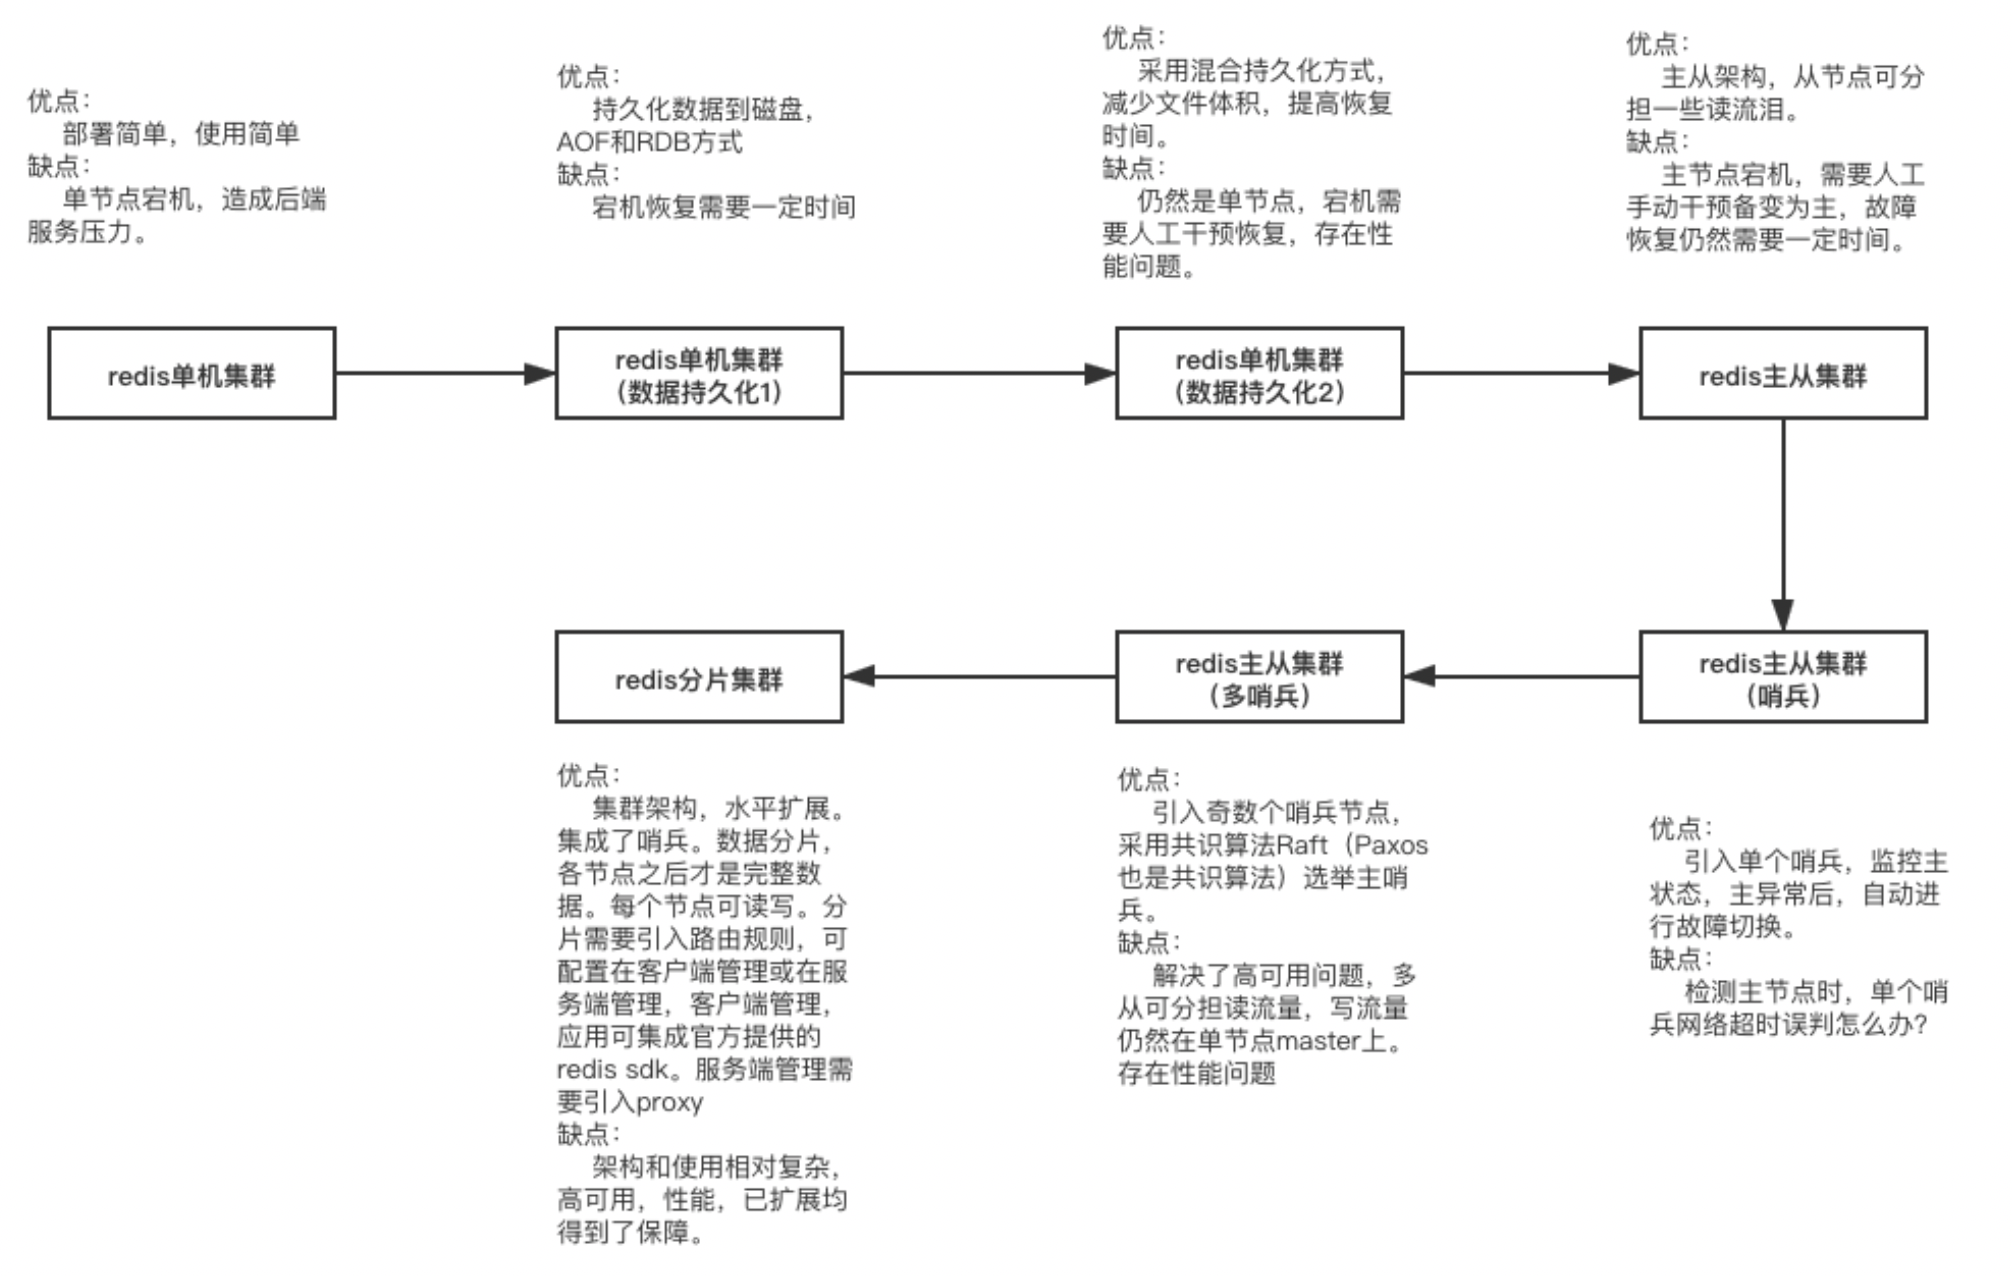 优点：
部署简单，使用简单
缺点：
单节点宕机，造成后端
服务压力。
优点：
持久化数据到磁盘，
AOF和RDB方式
缺点：
宕机恢复需要一定时间
优点：
采用混合持久化方式，
减少文件体积，提高恢复
时间。
缺点：
仍然是单节点，宕机需
要人工干预恢复，存在性
能问题。
优点：
主从架构，从节点可分
担一些读流泪。
缺点：
主节点宕机，需要人工
手动干预备变为主，故障
恢复仍然需要一定时间。
redis单机集群
redis单机集群
（数据持久化1）
redis单机集群
（数据持久化2）
redis主从集群
redis分片集群
redis主从集群
（多哨兵）
redis主从集群
（哨兵）
优点：
集群架构，水平扩展。
集成了哨兵。数据分片，
各节点之后才是完整数
据。每个节点可读写。分
片需要引入路由规则，可
配置在客户端管理或在服
务端管理，客户端管理，
应用可集成官方提供的
redis sdk。服务端管理需
要引入proxy
缺点：
架构和使用相对复杂，
高可用，性能，已扩展均
得到了保障。
优点：
引入奇数个哨兵节点，
采用共识算法Raft（Paxos
也是共识算法）选举主哨
兵。
缺点：
解决了高可用问题，多
从可分担读流量，写流量
仍然在单节点master上。
存在性能问题
优点：
引入单个哨兵，监控主
状态，主异常后，自动进
行故障切换。
缺点：
检测主节点时，单个哨
兵网络超时误判怎么办？